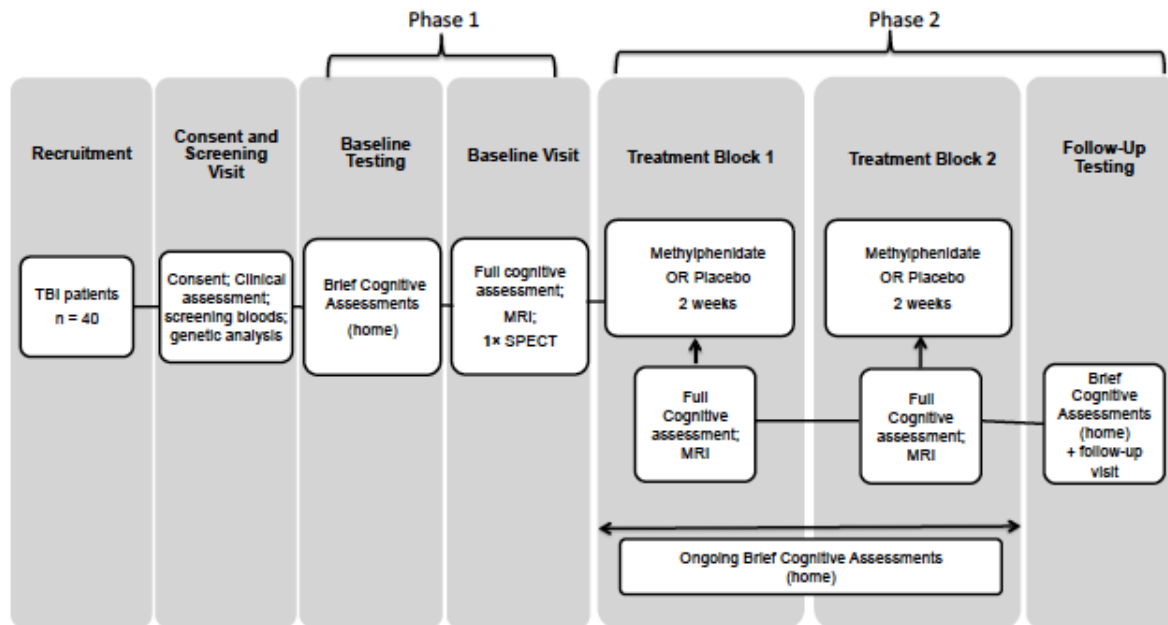 Phase 1
Phase 2
Recruitment
Consent and
Screening
Visit
Baseline
Testing
Baseline Visit
Treatment Block 1
Treatment Block 2
Follow-Up
Testing
TBI patients
n = 40
Consent; Clinical
assessment;
screening bloods;
genetic analysis
Brief Cognitive
Assessments
(home)
Full cognitive
assessment;
MRI;
1× SPECT
Methylphenidate
OR Placebo
2 weeks
Methylphenidate
OR Placebo
2 weeks
Full
Cognitive
assessment;
MRI
Full
Cognitive
assessment;
MRI
Brief
Cognitive
Assessments
(home)
+ follow-up
visit
Ongoing Brief Cognitive Assessments
(home)